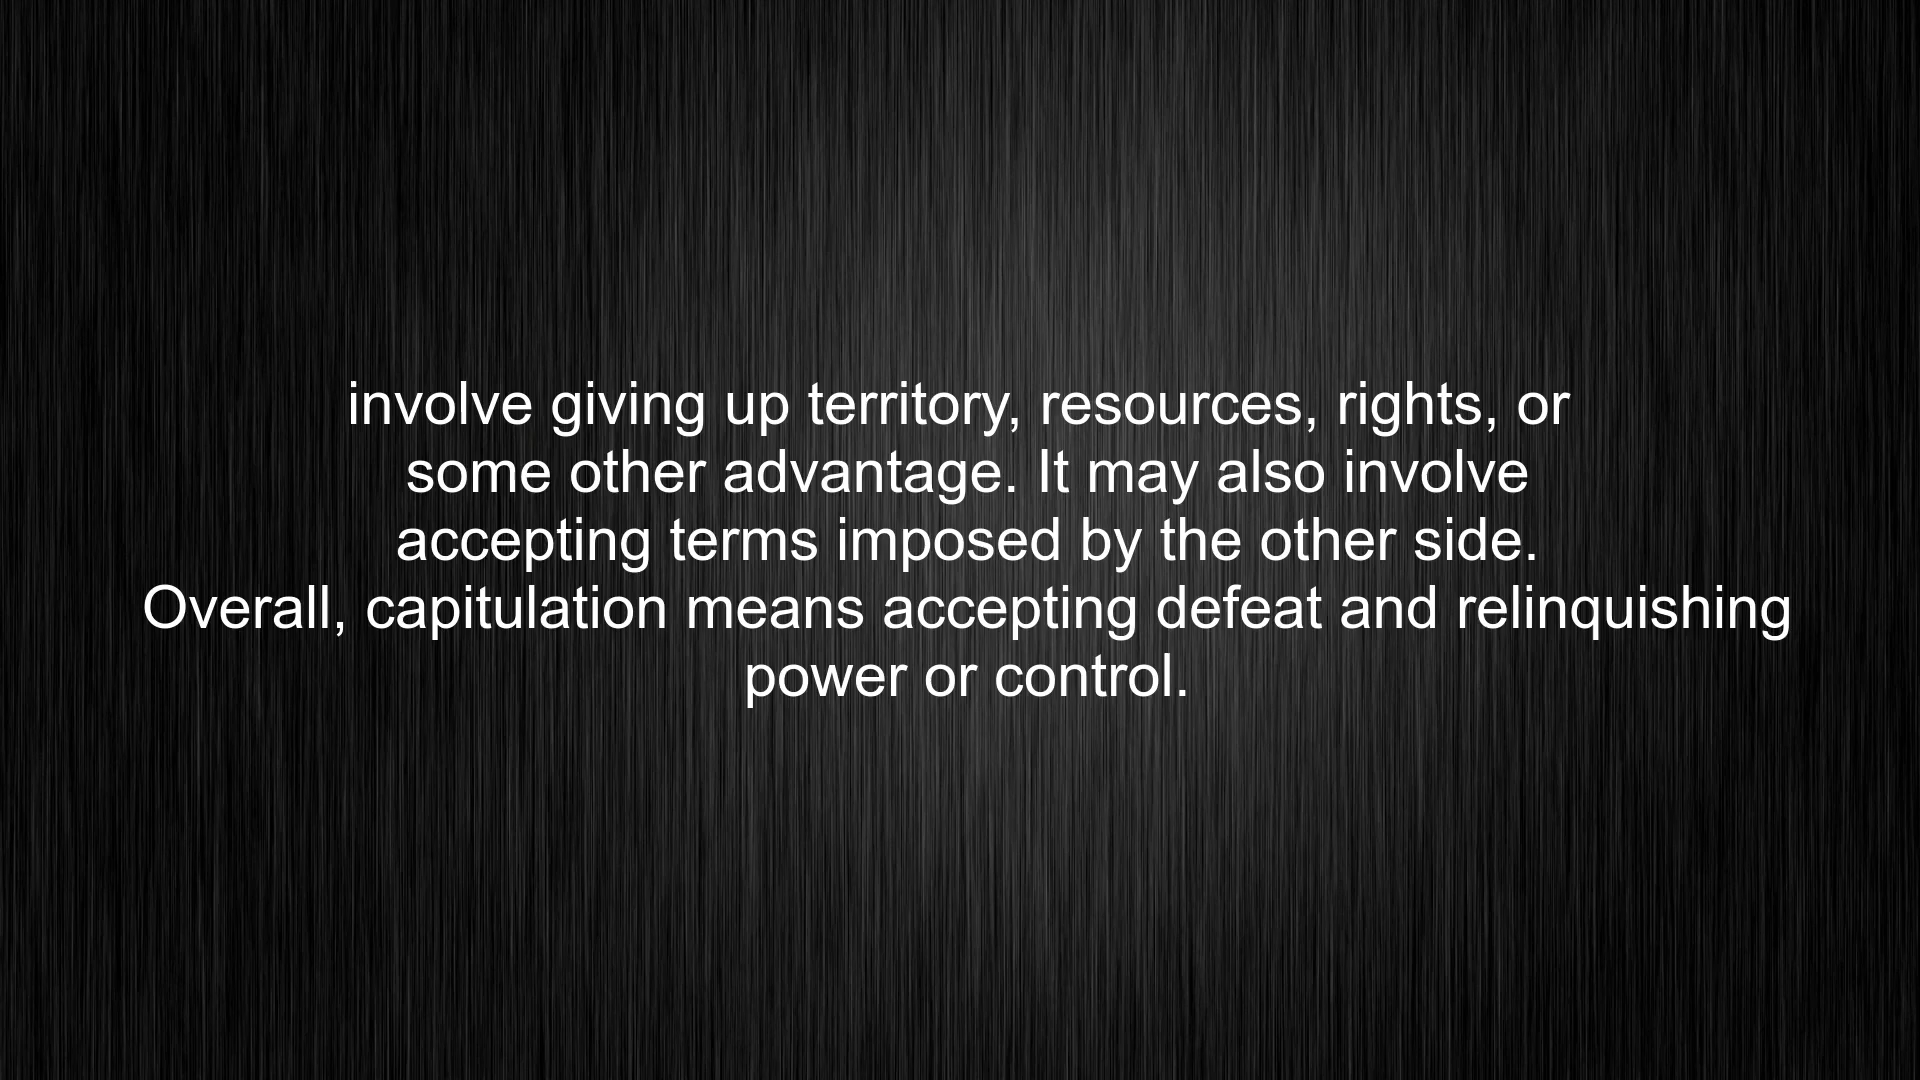 involve giving up territory, resources, rights, or
some other advantage. It may also involve
accepting terms imposed by the other side.
Overall, capitulation means accepting defeat and relinquishing
power or control.